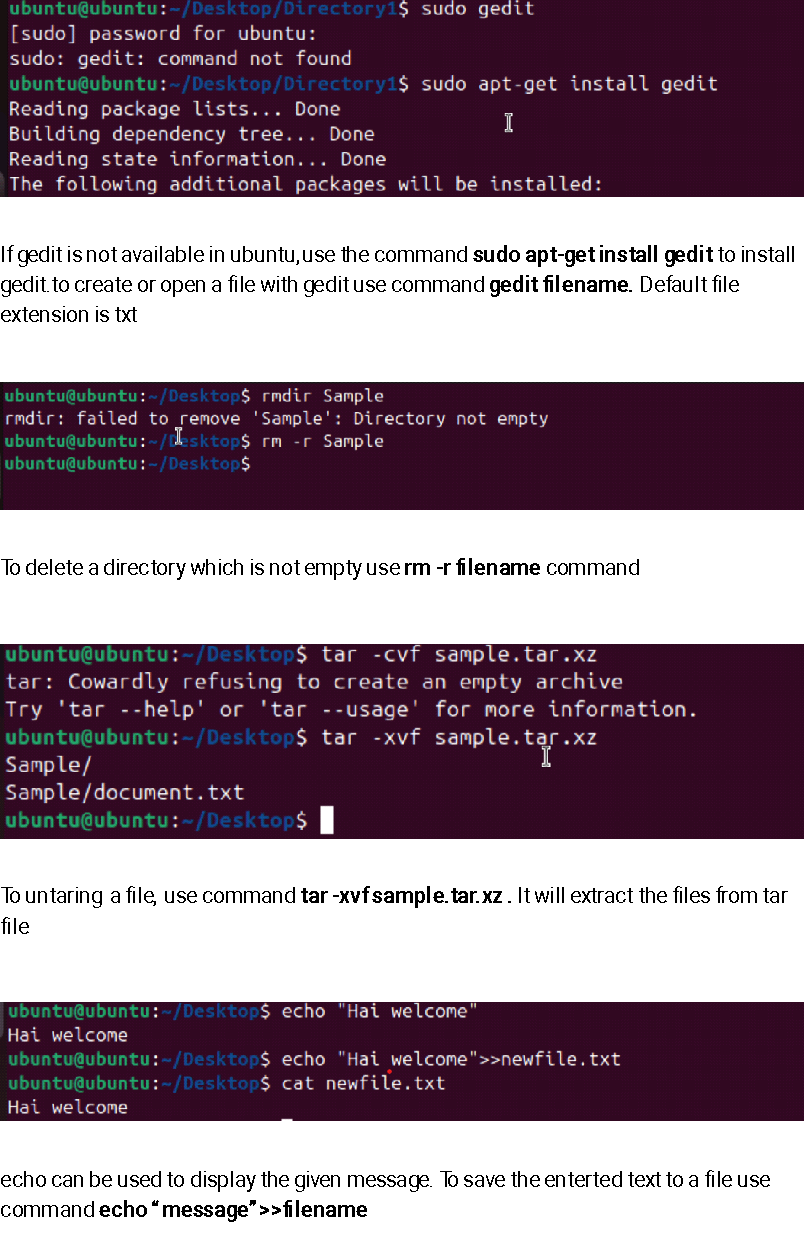 ubuntu@ubuntu:~/Desktop/Directory1$ sudo gedit
[sudo] password for ubuntu:
sudo: gedit: command not found
ubuntu@ubuntu:~/Desktop/Directory1$ sudo apt-get install gedit
Reading package lists... Done
Building dependency tree... Done
Reading state information... Done
The following additional packages will be installed:
If gedit is not available in ubuntu,use the command sudo apt-get install gedit to install
gedit.to create or open a file with gedit use command gedit filename. Default file
extension is txt
ubuntu@ubuntu:~/Desktop$ rmdir Sample
rmdir: failed to remove 'Sample': Directory not empty
ubuntu@ubuntu:~/Desktop$ rm -r Sample
ubuntu@ubuntu:~/Desktop$
To delete a directory which is not empty use rm -r filename command
ubuntu@ubuntu:~/Desktop$ tar -cvf sample.tar.xz
tar: Cowardly refusing to create an empty archive
Try 'tar --help' or 'tar --usage' for more information.
ubuntu@ubuntu:~/Desktop$ tar -xvf sample.tar.xz
Sample/
Sample/document.txt
ubuntu@ubuntu:~/Desktop$
To untaring a file, use command tar -xvf sample.tar.xz . It will extract the files from tar
file
ubuntu@ubuntu:~/Desktop$ echo "Hai welcome"
Hai welcome
ubuntu@ubuntu:~/Desktop$ echo "Hai welcome">>newfile.txt
ubuntu@ubuntu:~/Desktop$ cat newfile.txt
Hai welcome
echo can be used to display the given message. To save the enterted text to a file use
command echo “ message” >>filename